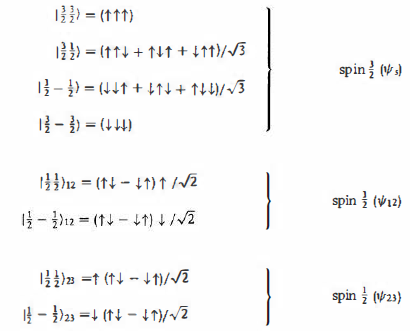 |3/2 3/2⟩ = (↑↑↑)
|3/2 1/2⟩ = (↑↑↓ + ↑↓↑ + ↓↑↑)/√3
spin 3/2 (ψs)
|3/2 − 1/2⟩ = (↓↓↑ + ↓↑↓ + ↑↓↓)/√3
|3/2 − 3/2⟩ = (↓↓↓)
|1/2 1/2⟩12 = (↑↓ − ↓↑) ↑ /√2
spin 1/2 (ψ12)
|1/2 − 1/2⟩12 = (↑↓ − ↓↑) ↓ /√2
|1/2 1/2⟩23 =↑ (↑↓ − ↓↑)/√2
spin 1/2 (ψ23)
|1/2 − 1/2⟩23 =↓ (↑↓ − ↓↑)/√2